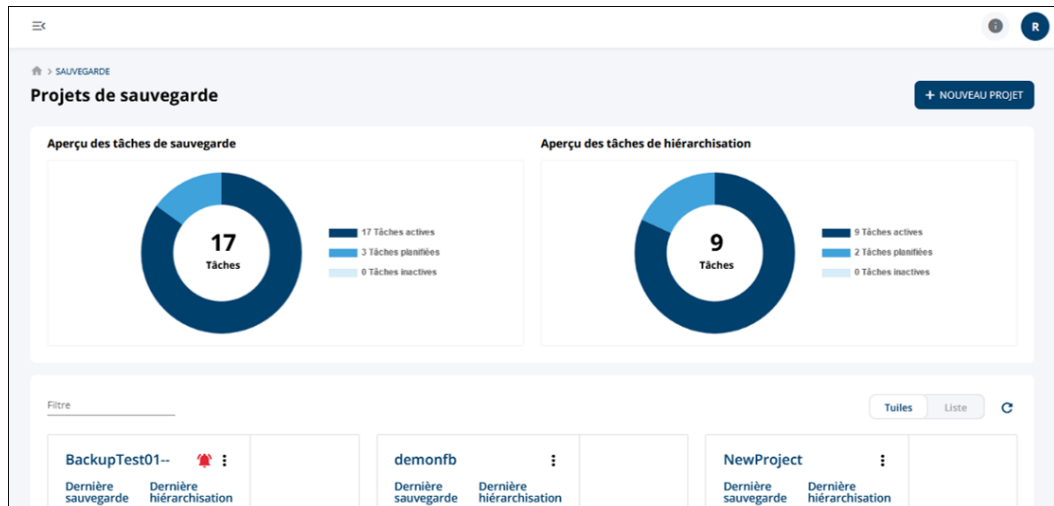 R
> SAUVEGARDE
Projets de sauvegarde
+ NOUVEAU PROJET
Aperçu des tâches de sauvegarde
17
Tâches
17 Tâches actives
3 Tâches planifiées
0 Tâches inactives
Aperçu des tâches de hiérarchisation
9
Tâches
9 Tâches actives
2 Tâches planifiées
0 Tâches inactives
Filtre
Tuiles
Liste
BackupTest01--
Dernière
sauvegarde
Dernière
hiérarchisation
demonfb
Dernière
sauvegarde
Dernière
hiérarchisation
NewProject
Dernière
sauvegarde
Dernière
hiérarchisation